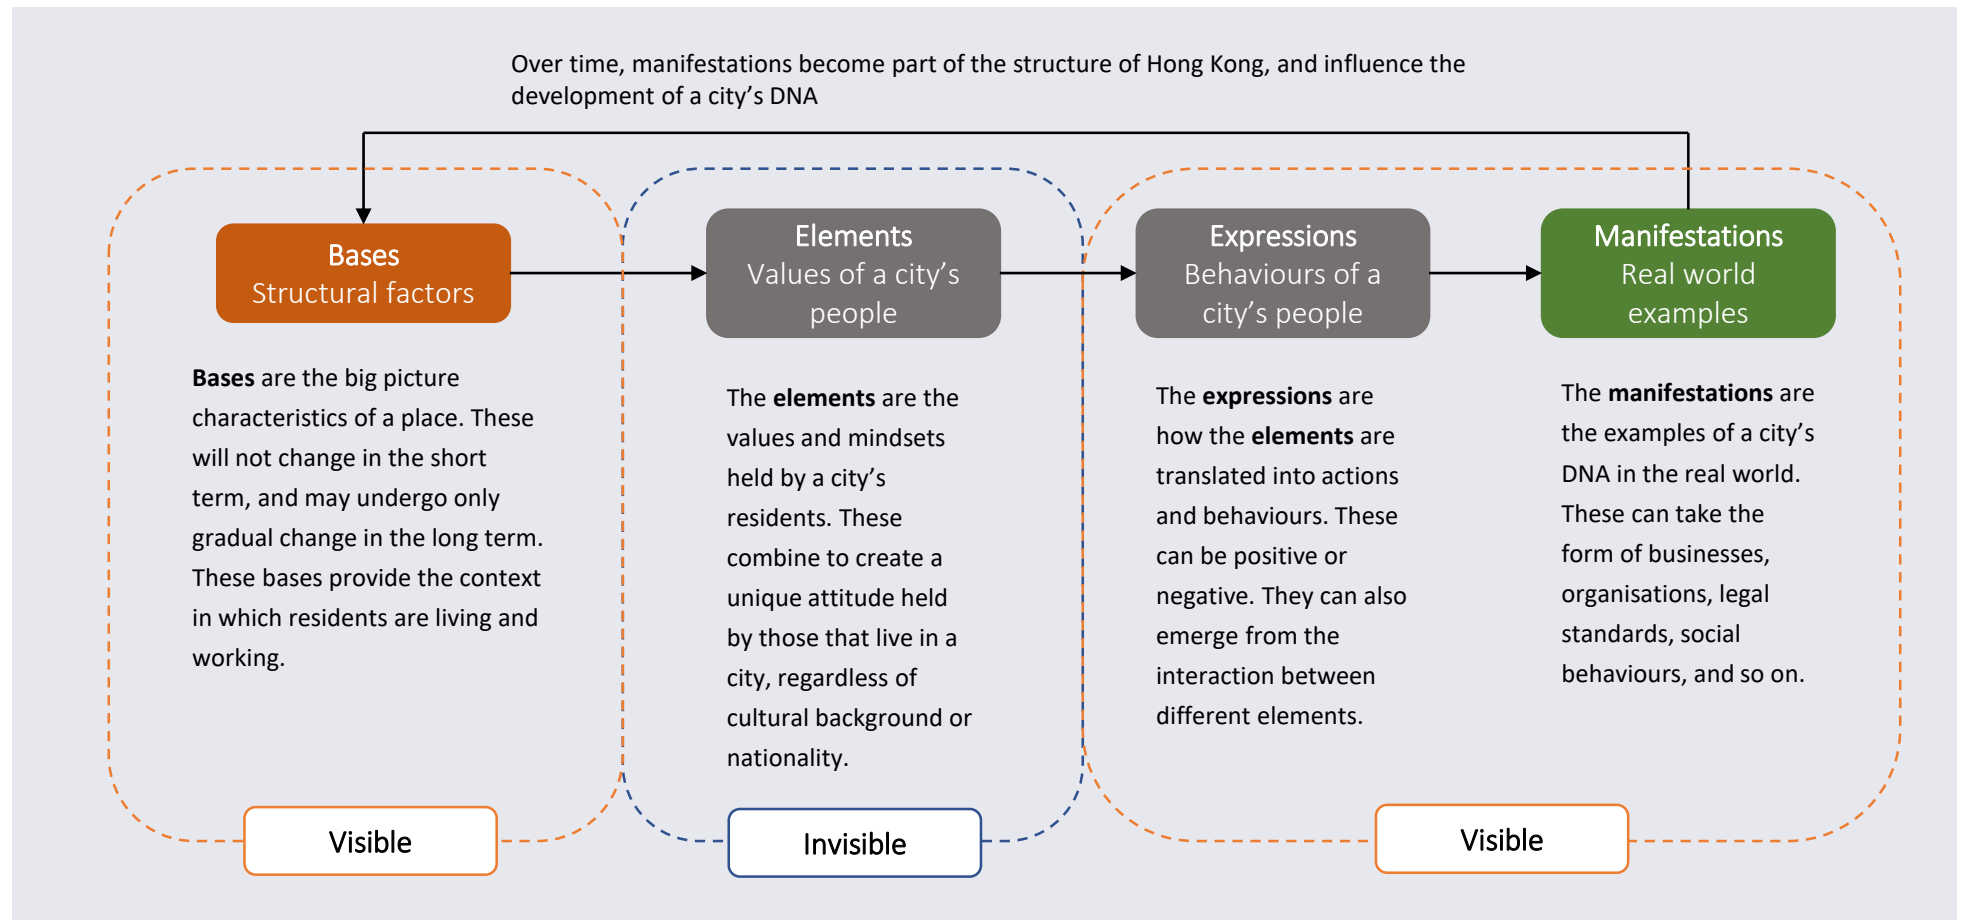 Over time, manifestations become part of the structure of Hong Kong, and influence the
development of a city’s DNA
Bases
Structural factors
Elements
Values of a city’s
people
Expressions
Behaviours of a
city’s people
Manifestations
Real world
examples
Bases are the big picture
characteristics of a place. These
will not change in the short
term, and may undergo only
gradual change in the long term.
These bases provide the context
in which residents are living and
working.
The elements are the
values and mindsets
held by a city’s
residents. These
combine to create a
unique attitude held
by those that live in a
city, regardless of
cultural background or
nationality.
The expressions are
how the elements are
translated into actions
and behaviours. These
can be positive or
negative. They can also
emerge from the
interaction between
different elements.
The manifestations are
the examples of a city’s
DNA in the real world.
These can take the
form of businesses,
organisations, legal
standards, social
behaviours, and so on.
Visible
Invisible
Visible